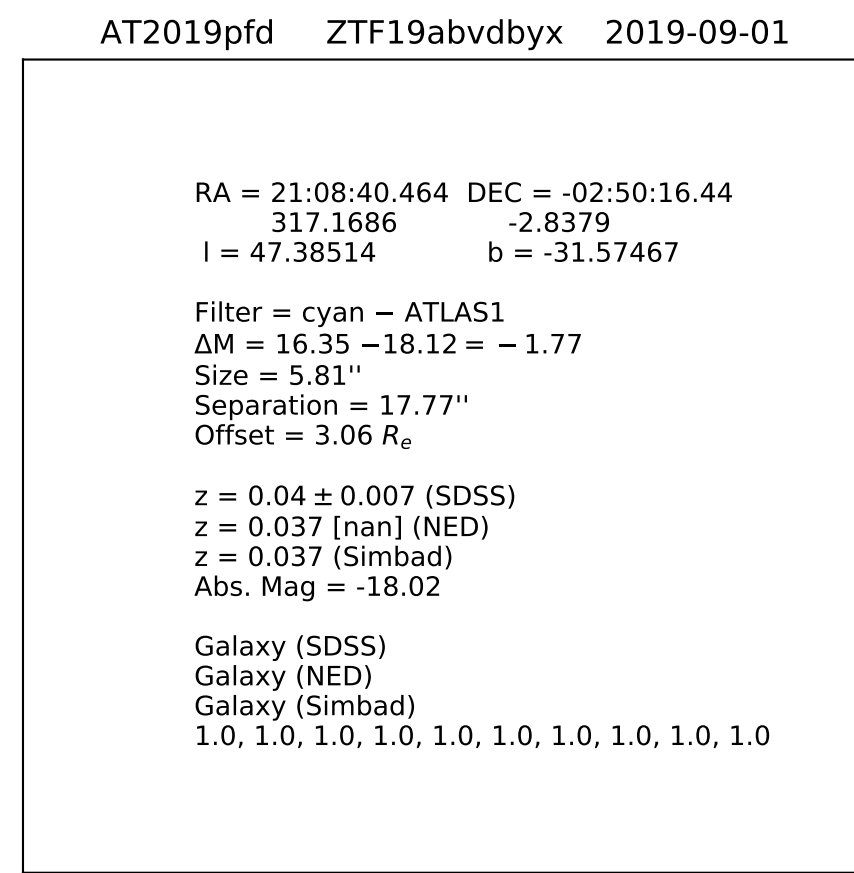 AT2019pfd ZTF19abvdbyx 2019-09-01
RA = 21:08:40.464 DEC = -02:50:16.44
317.1686 -2.8379
l = 47.38514 b = -31.57467
Filter = cyan − ATLAS1
ΔM = 16.35 −18.12 = − 1.77
Size = 5.81''
Separation = 17.77''
Offset = 3.06 Rₑ
z = 0.04 ± 0.007 (SDSS)
z = 0.037 [nan] (NED)
z = 0.037 (Simbad)
Abs. Mag = -18.02
Galaxy (SDSS)
Galaxy (NED)
Galaxy (Simbad)
1.0, 1.0, 1.0, 1.0, 1.0, 1.0, 1.0, 1.0, 1.0, 1.0